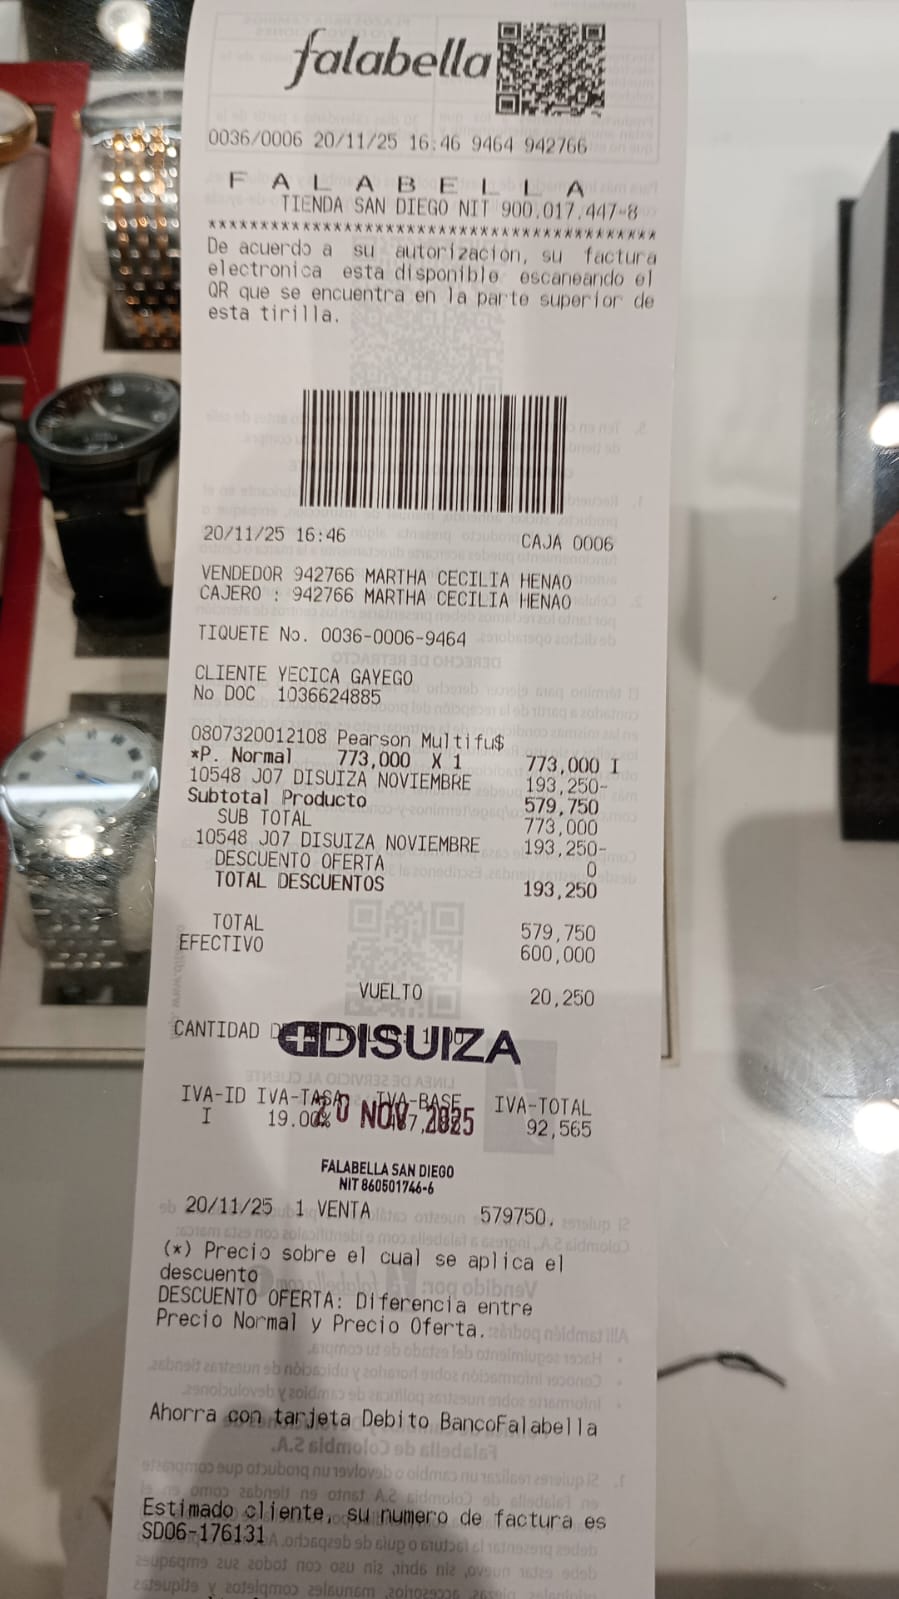 falabella
0036/0006 20/11/25 16:46 9464 942766
F A L A B E L L A
TIENDA SAN DIEGO NIT 900.017.447-8
*******************************************
De acuerdo a su autorización, su factura
electronica esta disponible escaneando el
QR que se encuentra en la parte superior de
esta tirilla.
20/11/25 16:46 CAJA 0006
VENDEDOR 942766 MARTHA CECILIA HENAO
CAJERO : 942766 MARTHA CECILIA HENAO
TIQUETE No. 0036-0006-9464
CLIENTE YECICA GAYEGO
No DOC 1036624885
0807320012108 Pearson Multifu$
*P. Normal 773,000 X 1 773,000 I
10548 J07 DISUIZA NOVIEMBRE 193,250-
Subtotal Producto 579,750
SUB TOTAL 773,000
10548 J07 DISUIZA NOVIEMBRE 193,250-
DESCUENTO OFERTA 0
TOTAL DESCUENTOS 193,250
TOTAL 579,750
EFECTIVO 600,000
VUELTO 20,250
CANTIDAD
DISUIZA
IVA-ID IVA-TASA IVA-BASE IVA-TOTAL
I 19.00% 92,565
20 NOV 2025
FALABELLA SAN DIEGO
NIT 860501746-6
20/11/25 1 VENTA 579750.
(*) Precio sobre el cual se aplica el
descuento
DESCUENTO OFERTA: Diferencia entre
Precio Normal y Precio Oferta.
Ahorra con tarjeta Debito BancoFalabella
Estimado cliente, su numero de factura es
SD06-176131